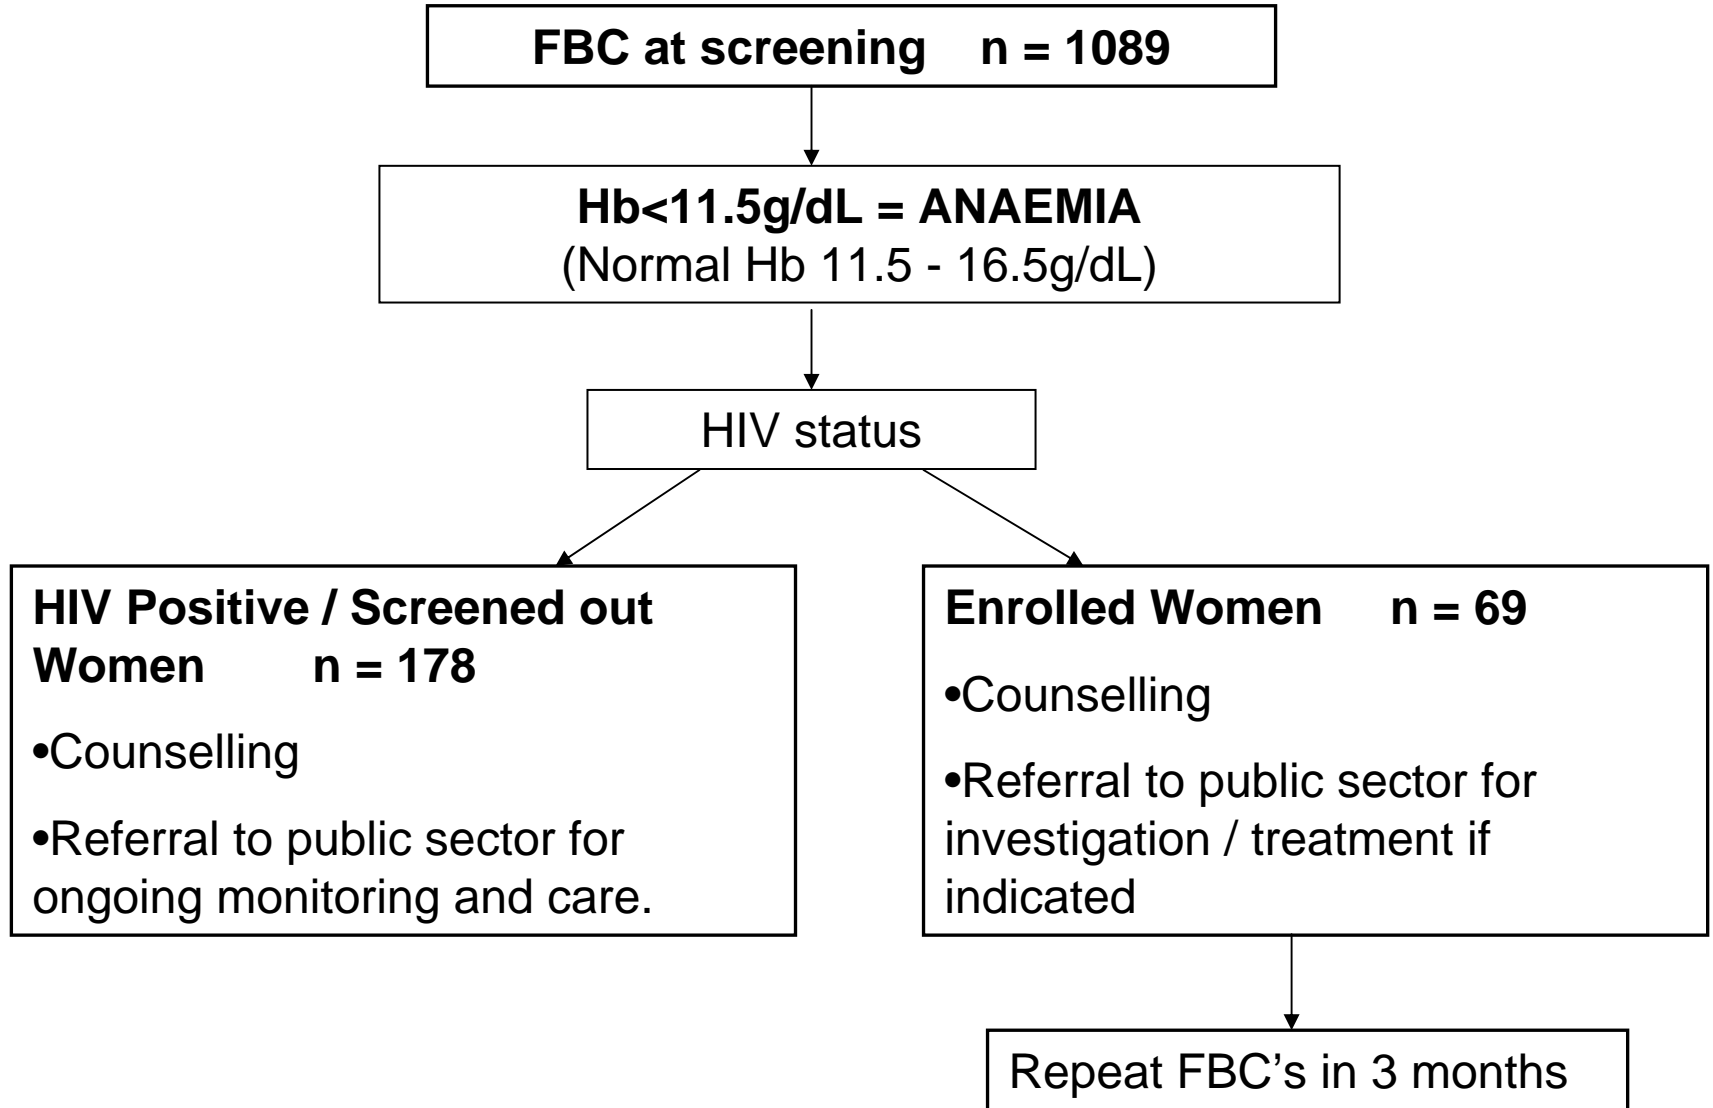 FBC at screening n = 1089
Hb<11.5g/dL = ANAEMIA
(Normal Hb 11.5 - 16.5g/dL)
HIV status
HIV Positive / Screened out
Women n = 178
•Counselling
•Referral to public sector for
ongoing monitoring and care.
Enrolled Women n = 69
•Counselling
•Referral to public sector for
investigation / treatment if
indicated
Repeat FBC's in 3 months